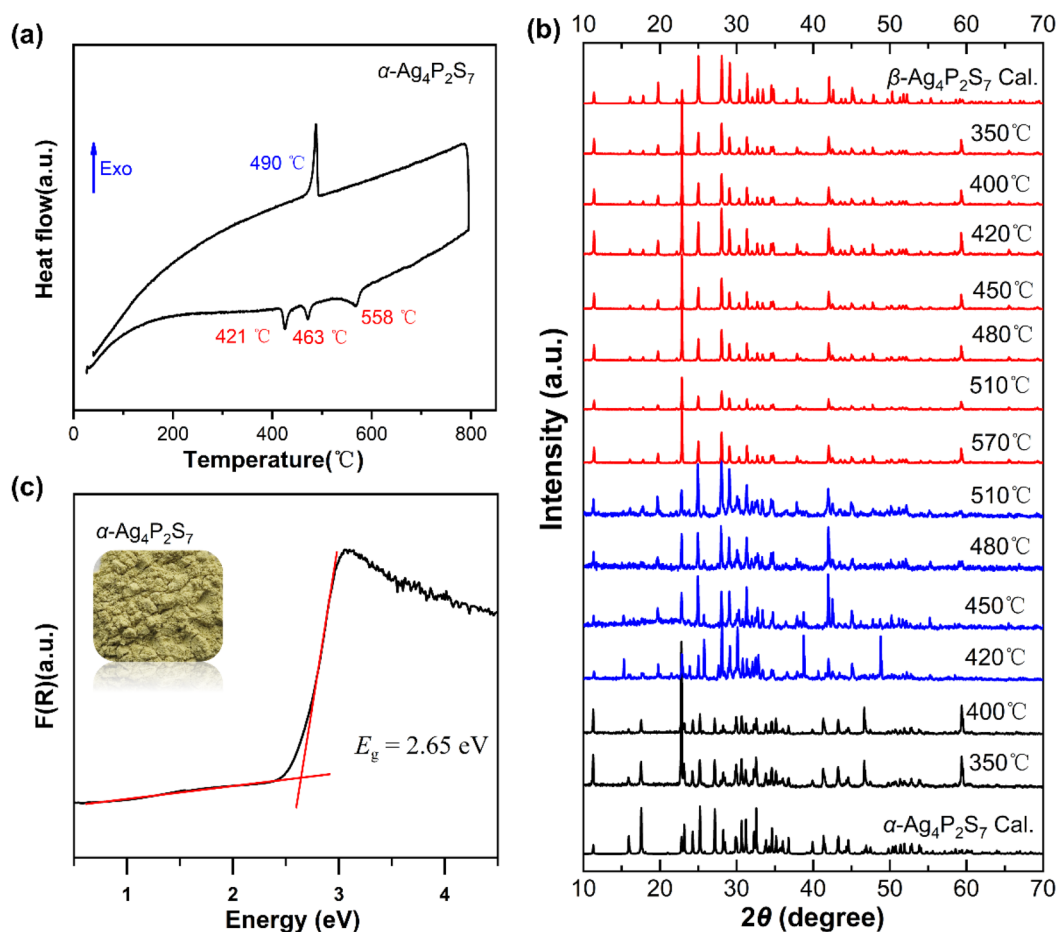 (a)
α-Ag₄P₂S₇
Exo
490 ℃
421 ℃
463 ℃
558 ℃
Heat flow(a.u.)
0
200
400
600
800
Temperature(℃)
(b)
10
20
30
40
50
60
70
β-Ag₄P₂S₇ Cal.
350℃
400℃
420℃
450℃
480℃
510℃
570℃
510℃
480℃
450℃
420℃
400℃
350℃
α-Ag₄P₂S₇ Cal.
Intensity (a.u.)
10
20
30
40
50
60
70
2θ (degree)
(c)
α-Ag₄P₂S₇
Eg = 2.65 eV
F(R)(a.u.)
1
2
3
4
Energy (eV)